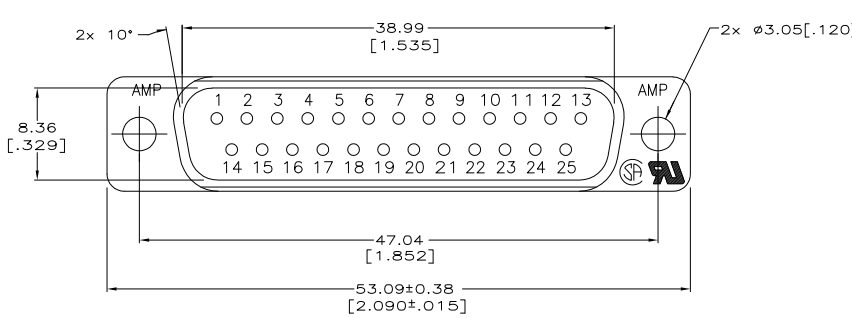 2x 10°
38.99
[1.535]
2x ø3.05[.120]
AMP
AMP
1 2 3 4 5 6 7 8 9 10 11 12 13
8.36
[.329]
14 15 16 17 18 19 20 21 22 23 24 25
SA
47.04
[1.852]
53.09±0.38
[2.090±.015]